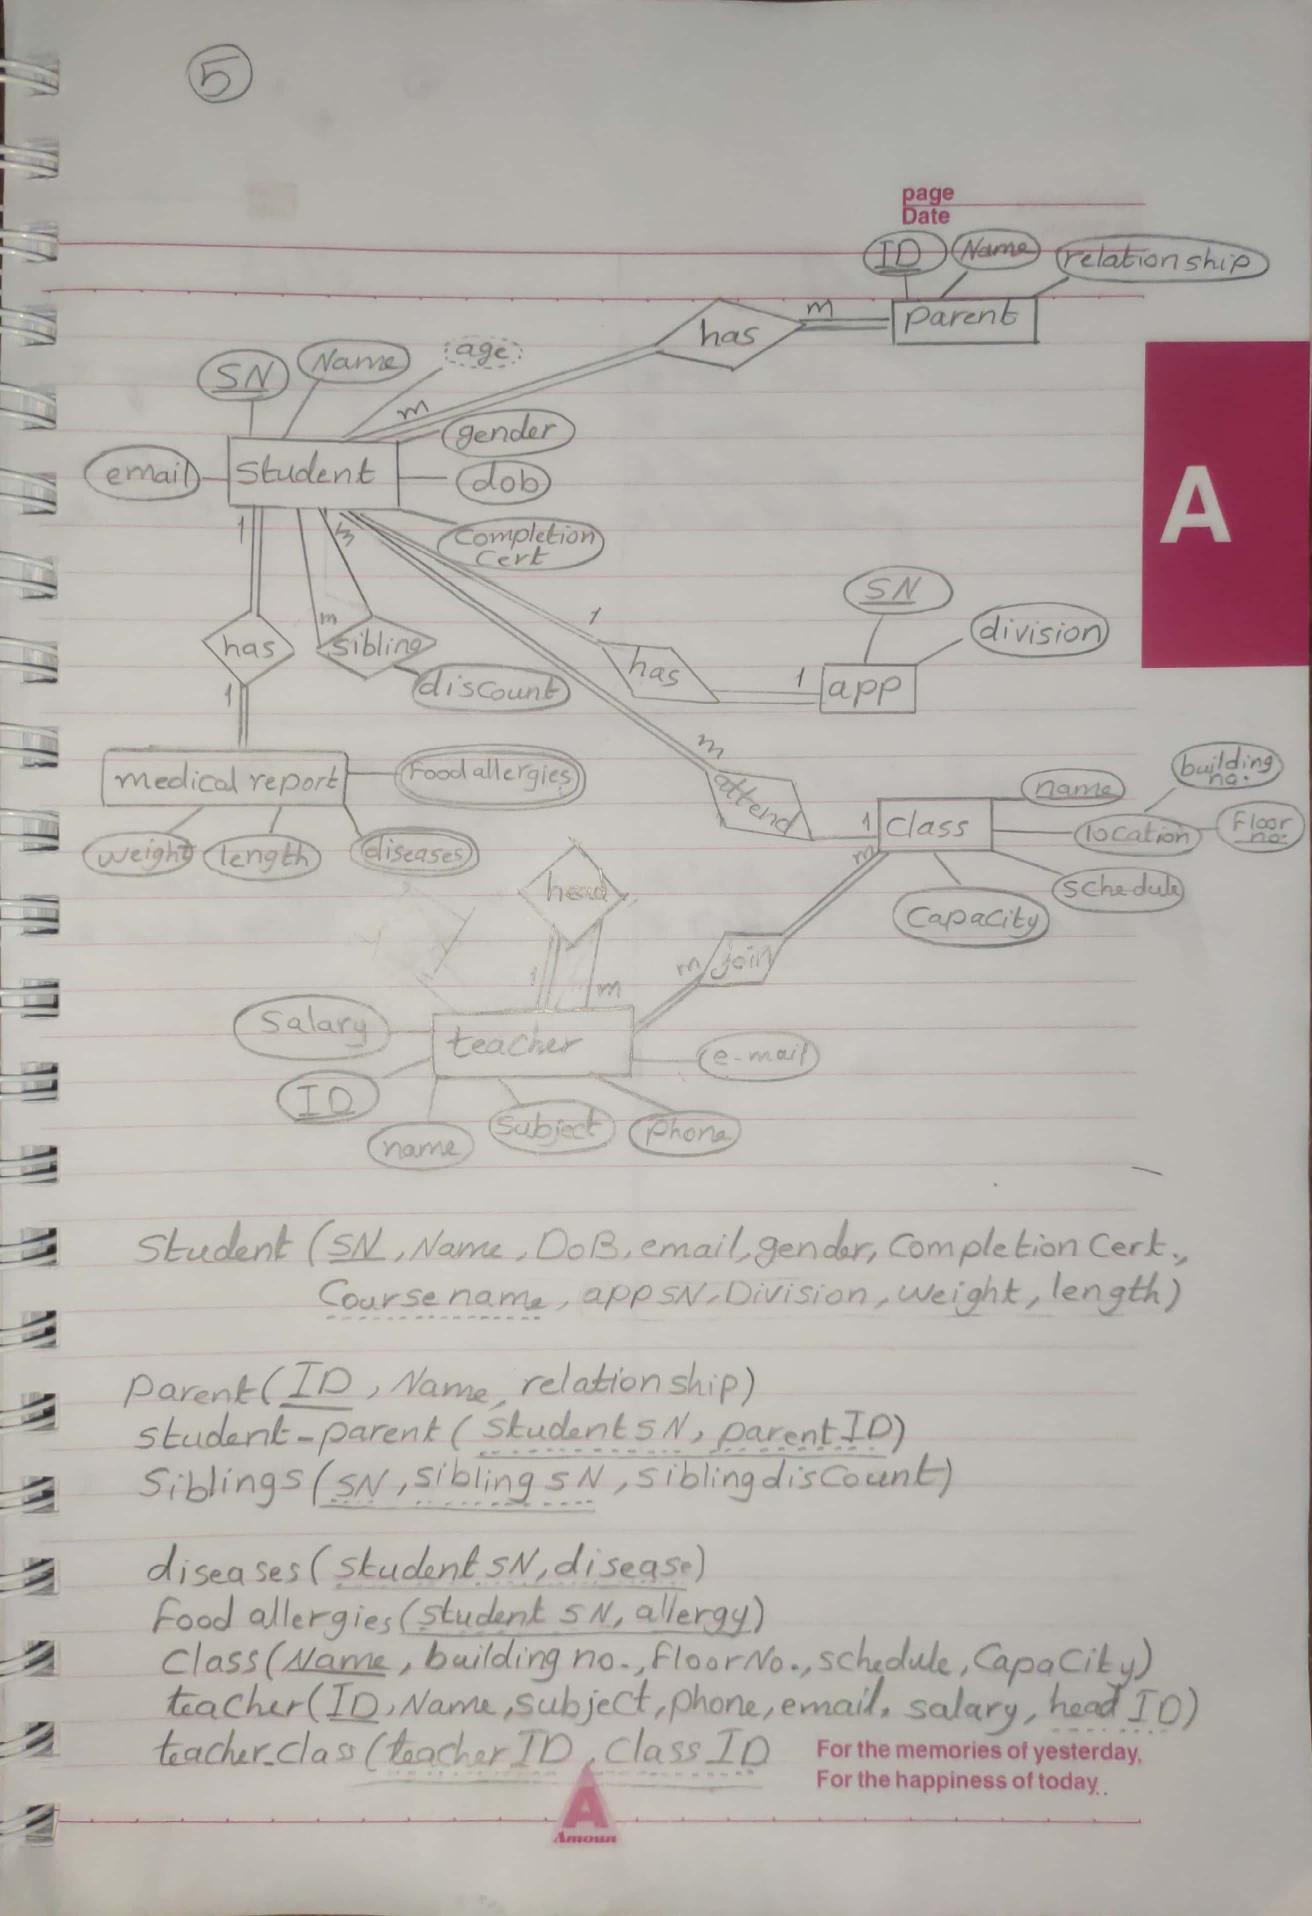 5
page
Date
ID Name relationship
has m parent
SN Name age
m
gender
email student dob
Completion
Cert
1 m
m
has sibling
discount
1
1 has 1 app
SN
division
medical report Food allergies
weight length diseases
m
attend
1 class
name
location
building
no.
Floor
no.
schedule
Capacity
m
head
1 m
m join
Salary teacher e-mail
ID
name subject phone
Student (SN, Name, DoB, email, gender, Completion Cert.,
Course name, app SN, Division, weight, length)
parent(ID, Name, relationship)
student-parent(student SN, parent ID)
Siblings(SN, sibling SN, sibling discount)
diseases(student SN, disease)
Food allergies(student SN, allergy)
Class(Name, building no., Floor No., schedule, Capacity)
teacher(ID, Name, subject, phone, email, salary, head ID)
teacher_class(teacher ID, Class ID
For the memories of yesterday,
For the happiness of today..
A
A
Amoun